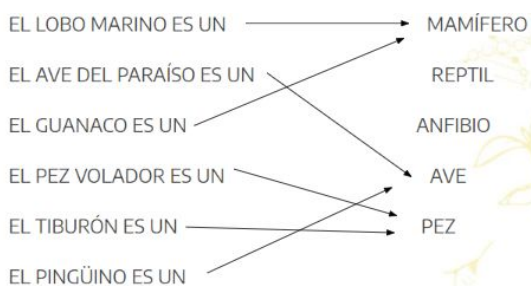 EL LOBO MARINO ES UN
MAMÍFERO
EL AVE DEL PARAÍSO ES UN
REPTIL
EL GUANACO ES UN
ANFIBIO
EL PEZ VOLADOR ES UN
AVE
EL TIBURÓN ES UN
PEZ
EL PINGÜINO ES UN